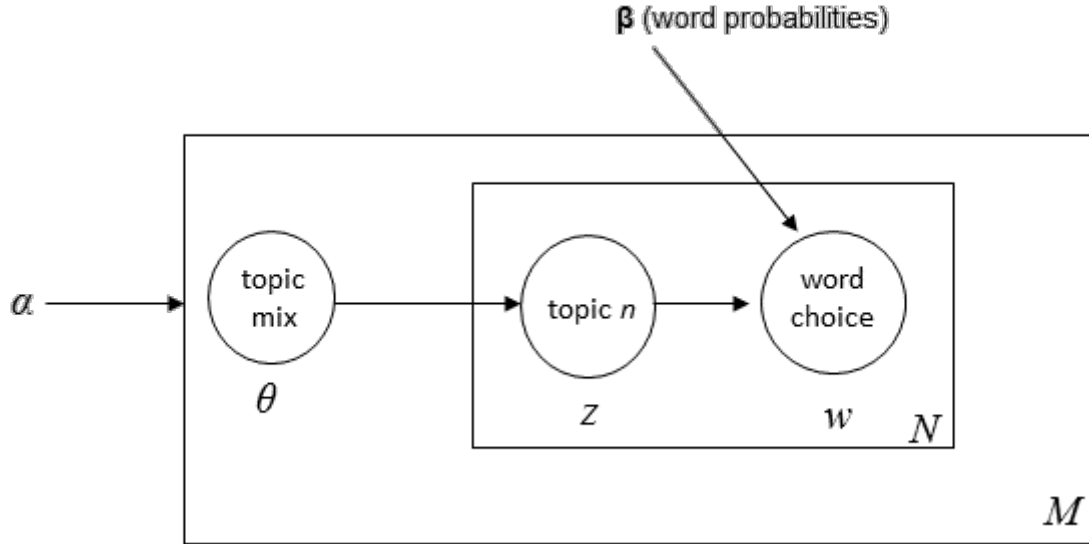 β (word probabilities)
α
topic
mix
θ
topic n
z
word
choice
w
N
M